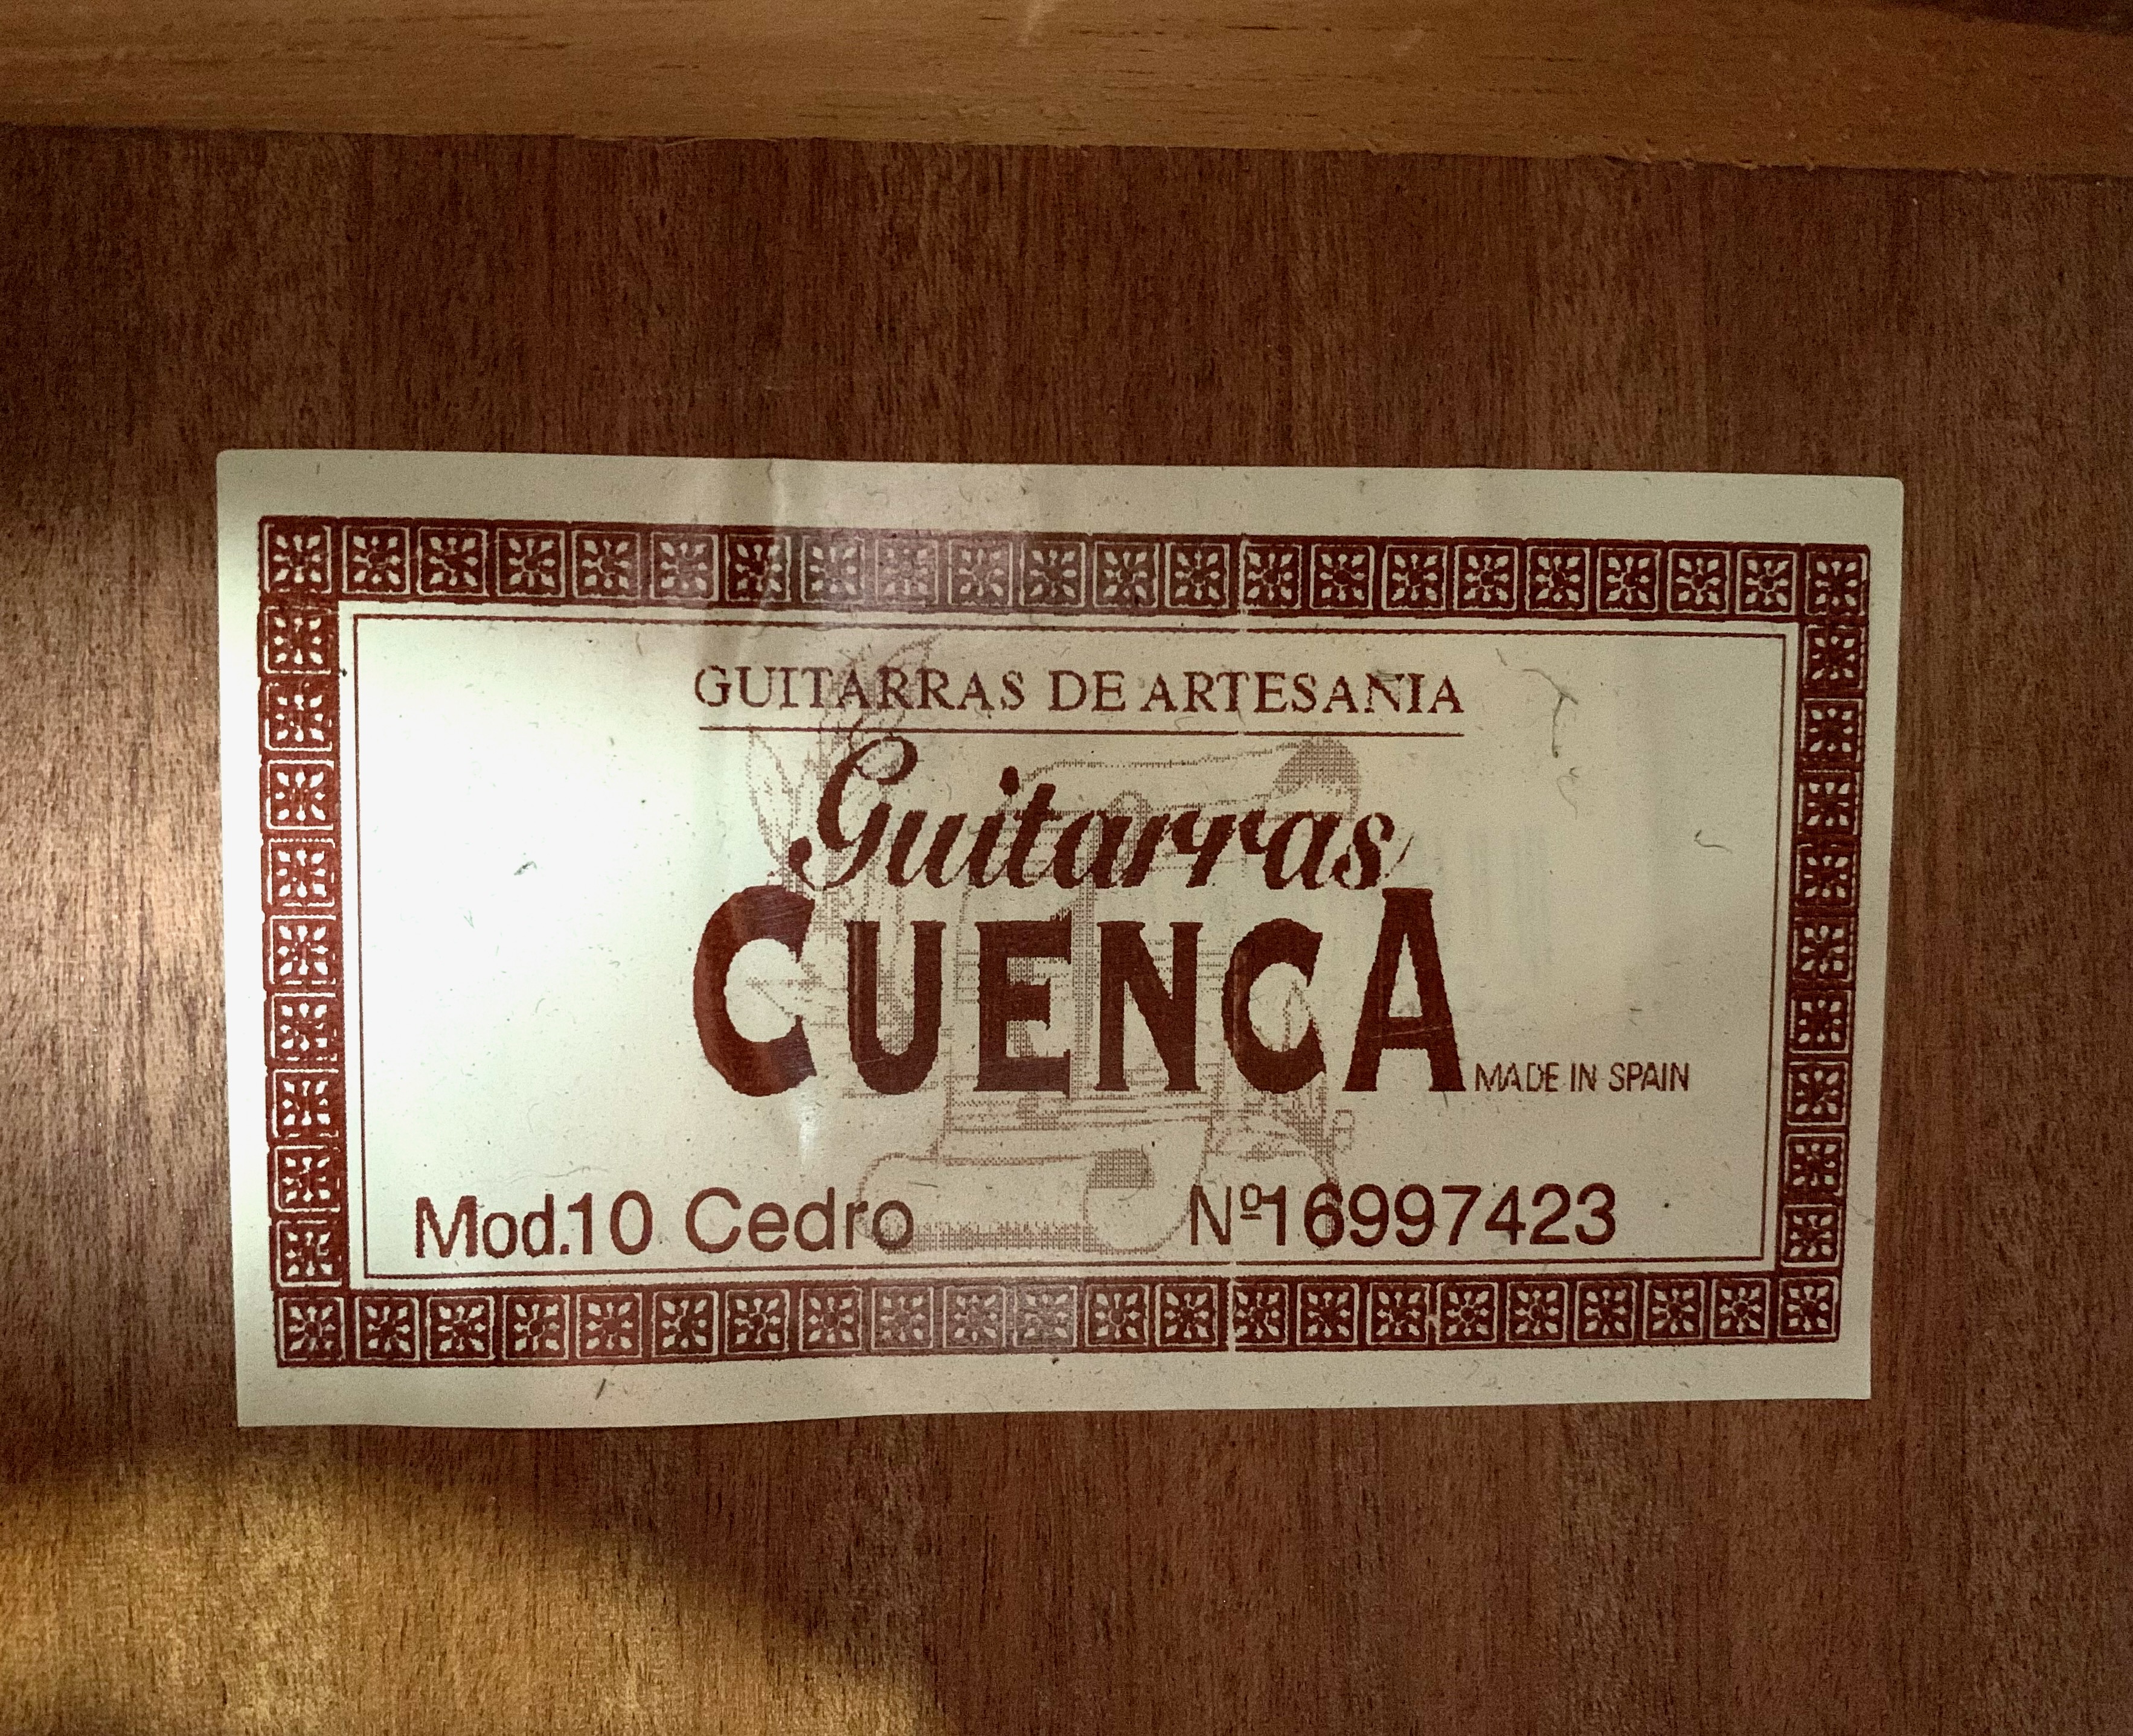 GUITARRAS DE ARTESANIA
Guitarras
CUENCA
MADE IN SPAIN
Mod.10 Cedro Nº16997423